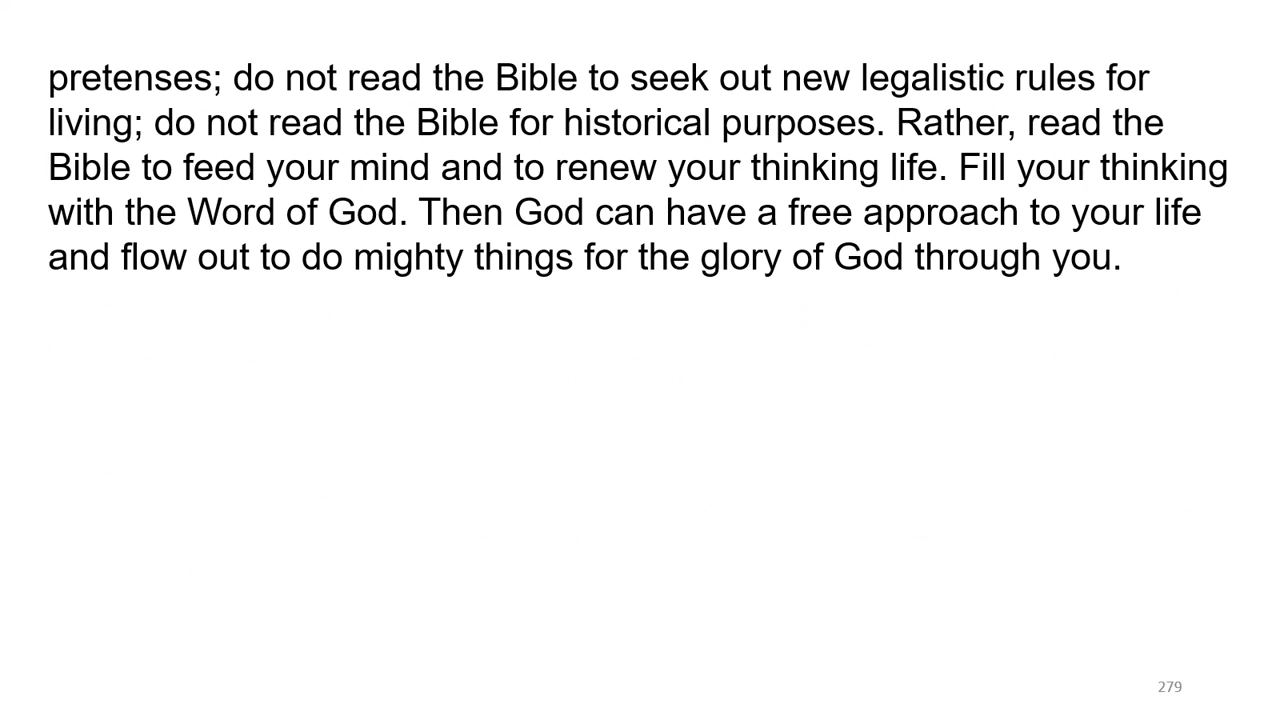 pretenses; do not read the Bible to seek out new legalistic rules for
living; do not read the Bible for historical purposes. Rather, read the
Bible to feed your mind and to renew your thinking life. Fill your thinking
with the Word of God. Then God can have a free approach to your life
and flow out to do mighty things for the glory of God through you.
279